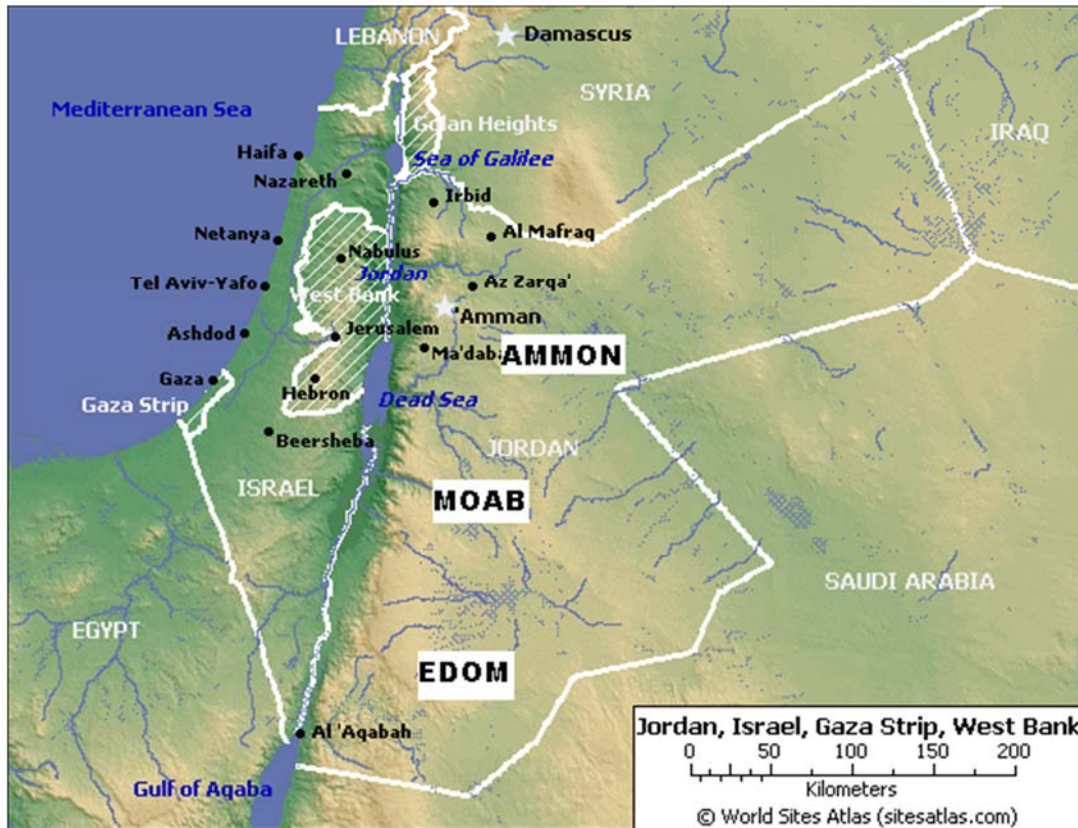 LEBANON
Damascus
SYRIA
Mediterranean Sea
Golan Heights
IRAQ
Haifa
Sea of Galilee
Nazareth
Irbid
Netanya
Al Mafraq
Nabulus
Jordan
Tel Aviv-Yafo
West Bank
Az Zarqa'
'Amman
Ashdod
Jerusalem
Ma'daba
AMMON
Gaza
Hebron
Gaza Strip
Dead Sea
Beersheba
JORDAN
ISRAEL
MOAB
SAUDI ARABIA
EGYPT
EDOM
Al 'Aqabah
Gulf of Aqaba
Jordan, Israel, Gaza Strip, West Bank
0 50 100 150 200
Kilometers
© World Sites Atlas (sitesatlas.com)